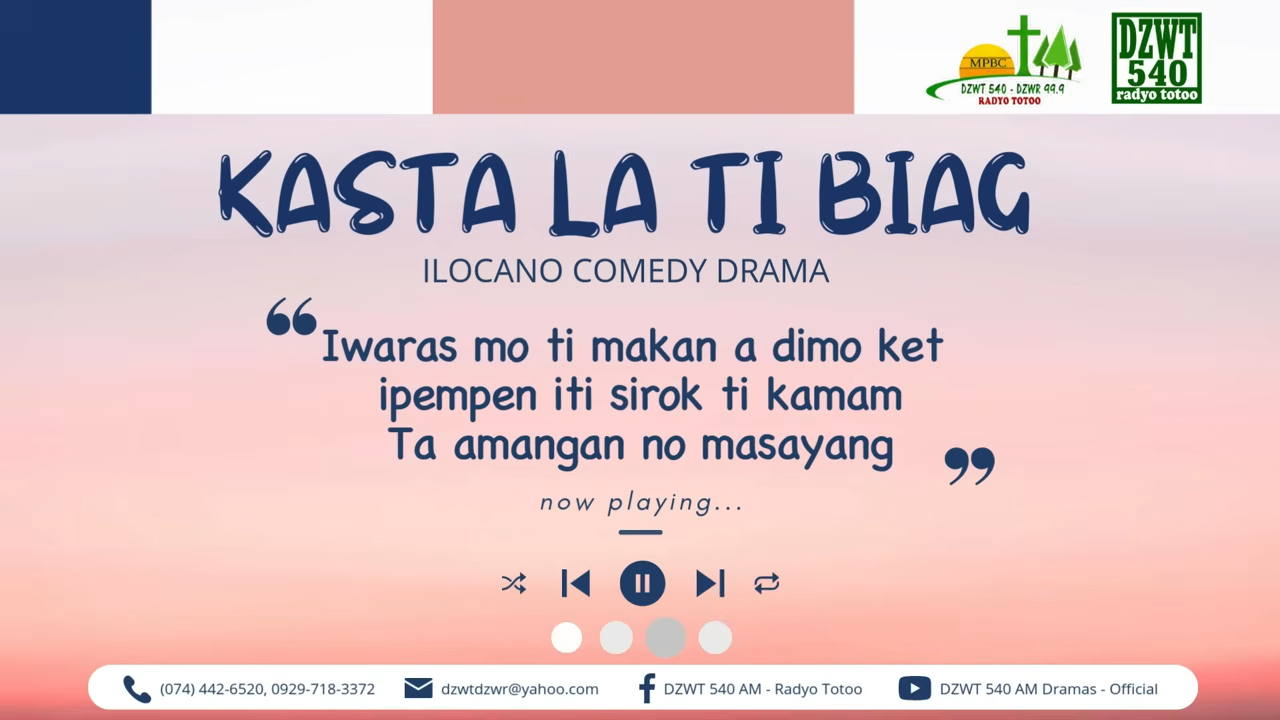 MPBC
DZWT 540 - DZWR 99.9
RADYO TOTOO
DZWT
540
radyo totoo
KASTA LA TI BIAG
ILOCANO COMEDY DRAMA
“Iwaras mo ti makan a dimo ket
ipempen iti sirok ti kamam
Ta amangan no masayang”
now playing...
(074) 442-6520, 0929-718-3372
dzwtdzwr@yahoo.com
DZWT 540 AM - Radyo Totoo
DZWT 540 AM Dramas - Official